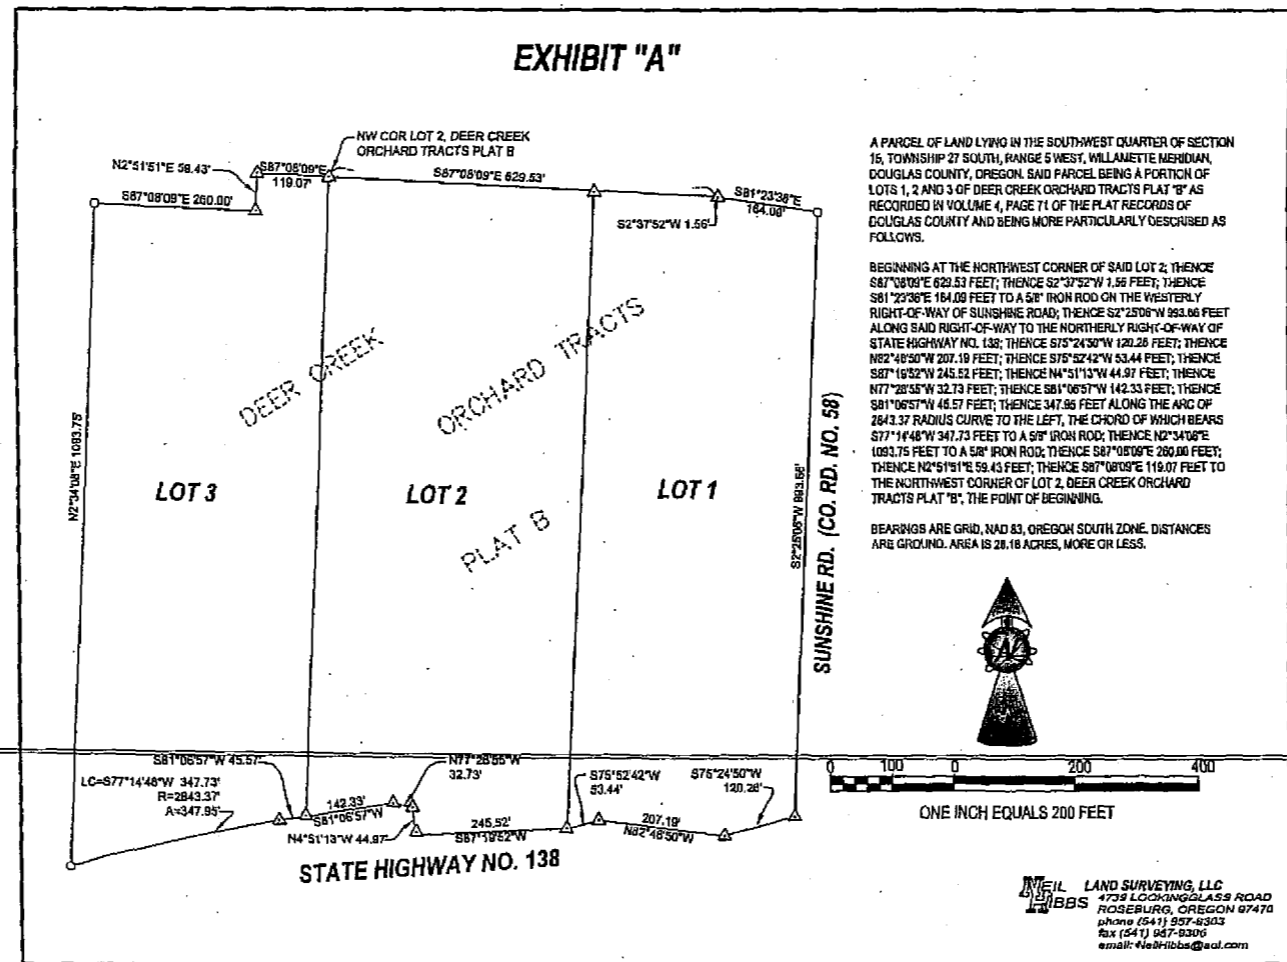 EXHIBIT "A"
NW COR LOT 2, DEER CREEK
ORCHARD TRACTS PLAT B
N2°51'51"E 59.43'
S87°08'09"E
119.07'
S87°08'09"E 629.53'
S81°23'38"E
164.09'
S87°08'09"E 260.00'
S2°37'52"W 1.56'
A PARCEL OF LAND LYING IN THE SOUTHWEST QUARTER OF SECTION
15, TOWNSHIP 27 SOUTH, RANGE 5 WEST, WILLAMETTE MERIDIAN,
DOUGLAS COUNTY, OREGON. SAID PARCEL BEING A PORTION OF
LOTS 1, 2 AND 3 OF DEER CREEK ORCHARD TRACTS PLAT "B" AS
RECORDED IN VOLUME 4, PAGE 71 OF THE PLAT RECORDS OF
DOUGLAS COUNTY AND BEING MORE PARTICULARLY DESCRIBED AS
FOLLOWS.
BEGINNING AT THE NORTHWEST CORNER OF SAID LOT 2; THENCE
S87°08'09"E 629.53 FEET; THENCE S2°37'52"W 1.56 FEET; THENCE
S81°23'38"E 164.09 FEET TO A 5/8" IRON ROD ON THE WESTERLY
RIGHT-OF-WAY OF SUNSHINE ROAD; THENCE S2°25'06"W 993.66 FEET
ALONG SAID RIGHT-OF-WAY TO THE NORTHERLY RIGHT-OF-WAY OF
STATE HIGHWAY NO. 138; THENCE S75°24'50"W 120.26 FEET; THENCE
N82°46'50"W 207.19 FEET; THENCE S75°52'42"W 53.44 FEET; THENCE
S87°19'52"W 245.52 FEET; THENCE N4°51'13"W 44.97 FEET; THENCE
N77°28'55"W 32.73 FEET; THENCE S81°06'57"W 142.33 FEET; THENCE
S81°06'57"W 45.57 FEET; THENCE 347.95 FEET ALONG THE ARC OF
2843.37 RADIUS CURVE TO THE LEFT, THE CHORD OF WHICH BEARS
S77°14'48"W 347.73 FEET TO A 5/8" IRON ROD; THENCE N2°34'08"E
1093.75 FEET TO A 5/8" IRON ROD; THENCE S87°08'09"E 260.00 FEET;
THENCE N2°51'51"E 59.43 FEET; THENCE S87°08'09"E 119.07 FEET TO
THE NORTHWEST CORNER OF LOT 2, DEER CREEK ORCHARD
TRACTS PLAT "B", THE POINT OF BEGINNING.
BEARINGS ARE GRID, NAD 83, OREGON SOUTH ZONE. DISTANCES
ARE GROUND. AREA IS 28.18 ACRES, MORE OR LESS.
DEER CREEK
ORCHARD TRACTS
PLAT B
N2°34'08"E 1093.75'
LOT 3
LOT 2
LOT 1
S2°25'06"W 993.66'
SUNSHINE RD. (CO. RD. NO. 58)
S81°06'57"W 45.57'
N77°28'55"W
32.73'
LC=S77°14'48"W 347.73'
R=2843.37'
A=347.95'
142.33'
S81°06'57"W
N4°51'13"W 44.97'
245.52'
S87°19'52"W
S75°52'42"W
53.44'
207.19'
N82°46'50"W
S75°24'50"W
120.26'
STATE HIGHWAY NO. 138
0 100 0 200 400
ONE INCH EQUALS 200 FEET
NEIL HIBBS LAND SURVEYING, LLC
4739 LOOKINGGLASS ROAD
ROSEBURG, OREGON 97470
phone (541) 957-9303
fax (541) 957-9306
email: NeilHibbs@aol.com